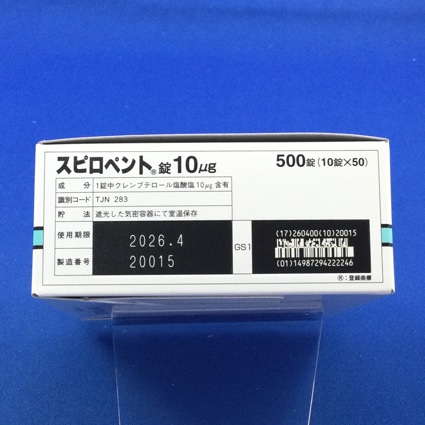 スピロペント®錠10μg 500錠(10錠×50)
成分 1錠中クレンブテロール塩酸塩10μg含有
識別コード TJN 283
貯法 遮光した気密容器にて室温保存
使用期限 2026.4
製造番号 20015
GS1
(17)260400(10)20015
(01)14987294222246
®:登録商標